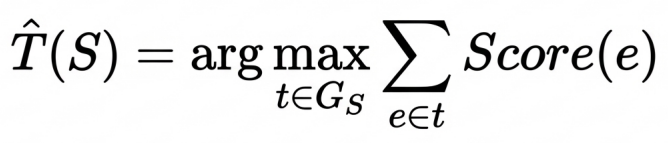 T̂(S) = arg max_{t∈G_S} ∑_{e∈t} Score(e)